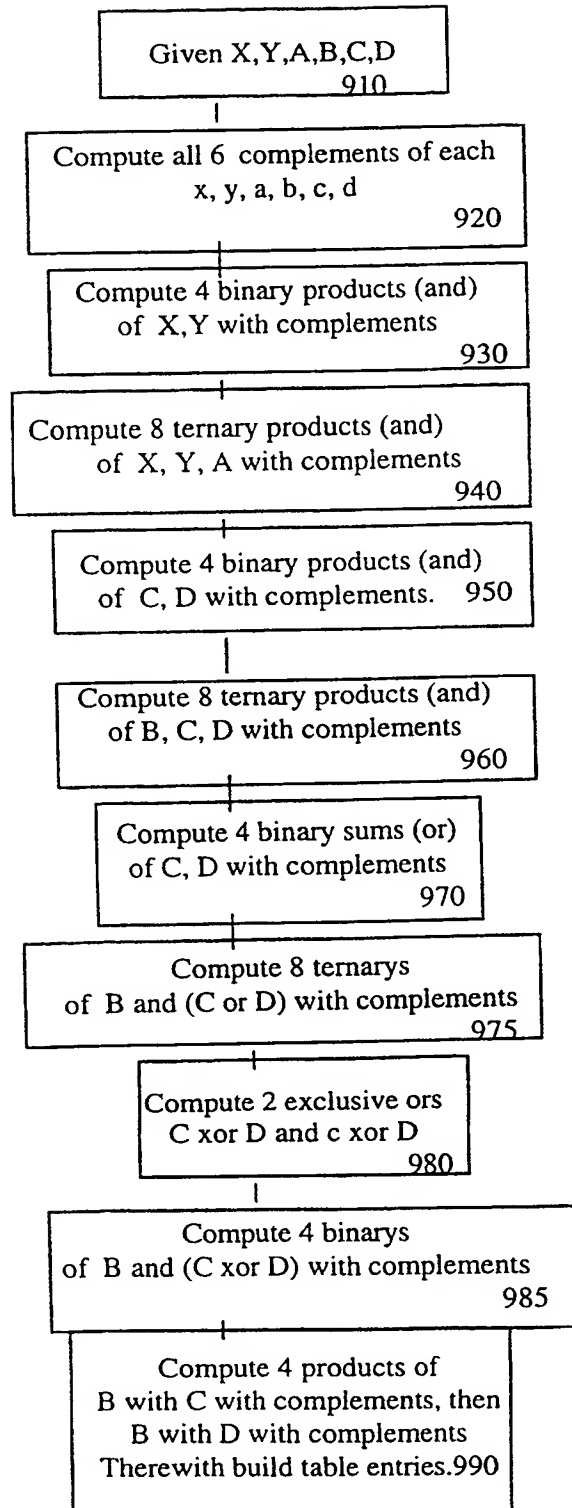 Given X,Y,A,B,C,D
910
Compute all 6 complements of each
x, y, a, b, c, d
920
Compute 4 binary products (and)
of X,Y with complements
930
Compute 8 ternary products (and)
of X, Y, A with complements
940
Compute 4 binary products (and)
of C, D with complements. 950
Compute 8 ternary products (and)
of B, C, D with complements
960
Compute 4 binary sums (or)
of C, D with complements
970
Compute 8 ternarys
of B and (C or D) with complements
975
Compute 2 exclusive ors
C xor D and c xor D
980
Compute 4 binarys
of B and (C xor D) with complements
985
Compute 4 products of
B with C with complements, then
B with D with complements
Therewith build table entries.990